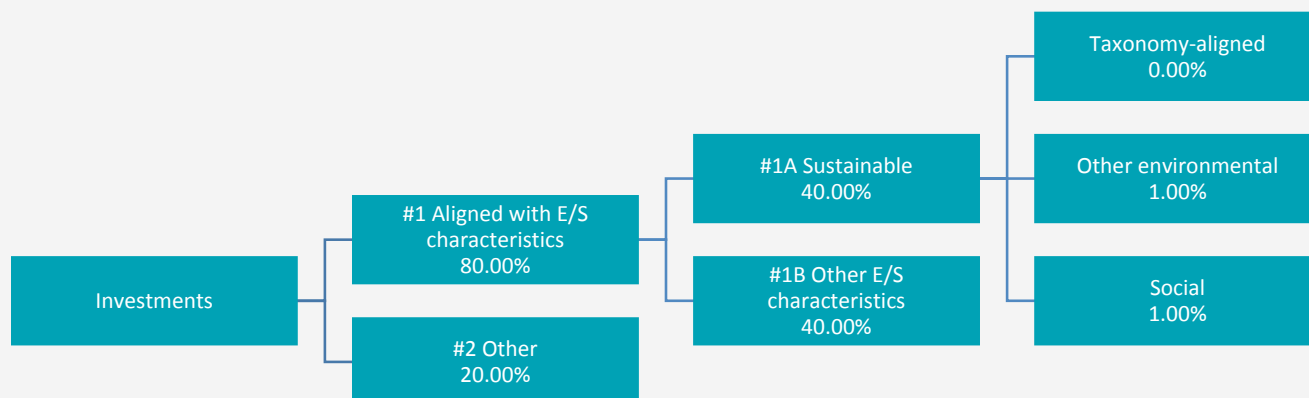 Investments
#1 Aligned with E/S
characteristics
80.00%
#2 Other
20.00%
#1A Sustainable
40.00%
#1B Other E/S
characteristics
40.00%
Taxonomy-aligned
0.00%
Other environmental
1.00%
Social
1.00%